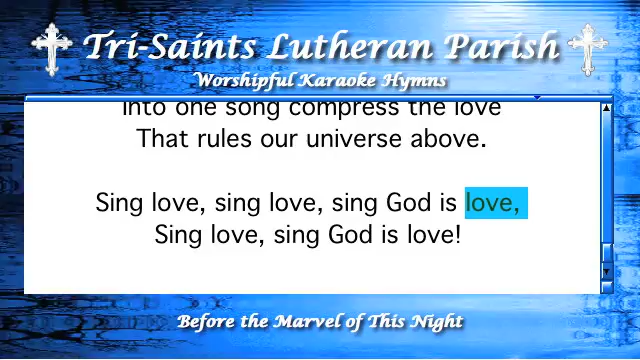 Tri-Saints Lutheran Parish
Worshipful Karaoke Hymns
Into one song compress the love
That rules our universe above.
Sing love, sing love, sing God is love,
Sing love, sing God is love!
Before the Marvel of This Night